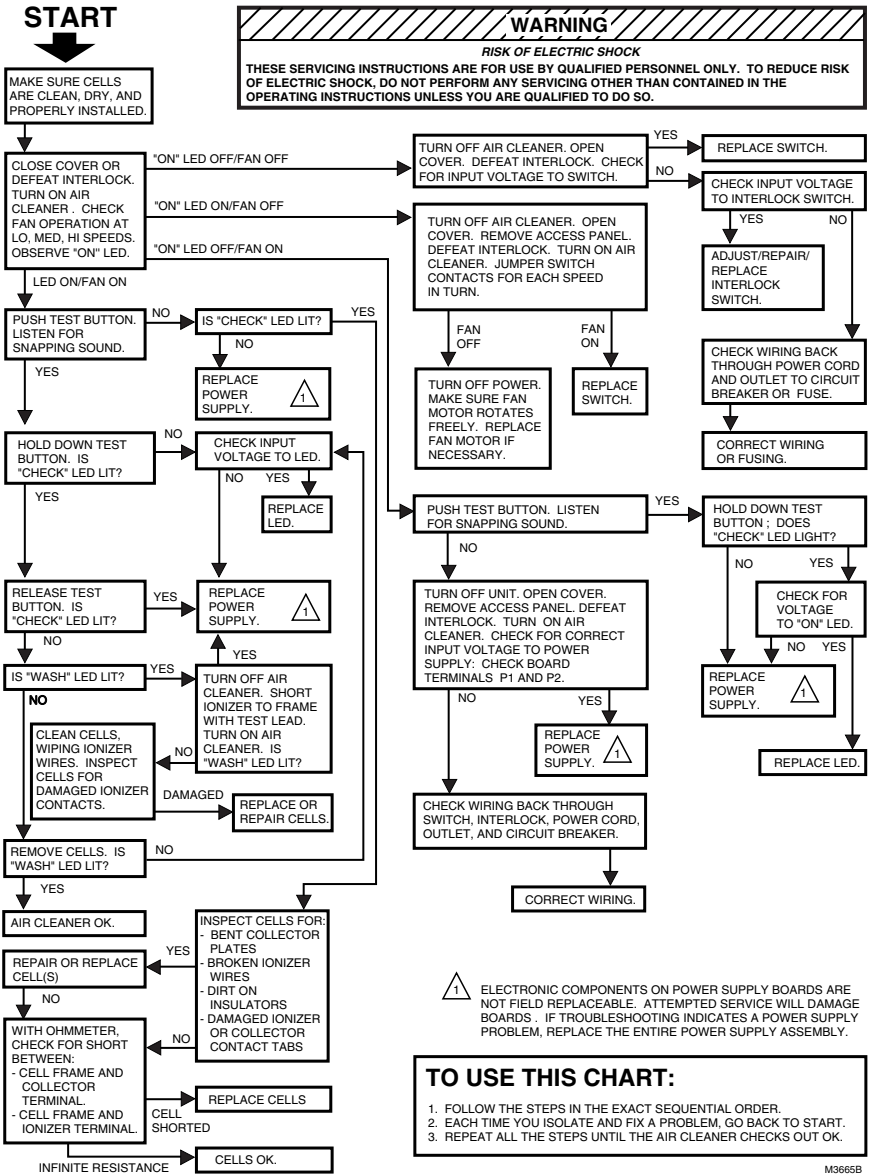 START
WARNING
RISK OF ELECTRIC SHOCK
THESE SERVICING INSTRUCTIONS ARE FOR USE BY QUALIFIED PERSONNEL ONLY. TO REDUCE RISK
OF ELECTRIC SHOCK, DO NOT PERFORM ANY SERVICING OTHER THAN CONTAINED IN THE
OPERATING INSTRUCTIONS UNLESS YOU ARE QUALIFIED TO DO SO.
MAKE SURE CELLS
ARE CLEAN, DRY, AND
PROPERLY INSTALLED.
CLOSE COVER OR
DEFEAT INTERLOCK.
TURN ON AIR
CLEANER . CHECK
FAN OPERATION AT
LO, MED, HI SPEEDS.
OBSERVE "ON" LED.
"ON" LED OFF/FAN OFF
"ON" LED ON/FAN OFF
"ON" LED OFF/FAN ON
LED ON/FAN ON
TURN OFF AIR CLEANER. OPEN
COVER. DEFEAT INTERLOCK. CHECK
FOR INPUT VOLTAGE TO SWITCH.
YES
REPLACE SWITCH.
NO
CHECK INPUT VOLTAGE
TO INTERLOCK SWITCH.
YES
NO
ADJUST/REPAIR/
REPLACE
INTERLOCK
SWITCH.
CHECK WIRING BACK
THROUGH POWER CORD
AND OUTLET TO CIRCUIT
BREAKER OR FUSE.
CORRECT WIRING
OR FUSING.
TURN OFF AIR CLEANER. OPEN
COVER. REMOVE ACCESS PANEL.
DEFEAT INTERLOCK. TURN ON AIR
CLEANER. JUMPER SWITCH
CONTACTS FOR EACH SPEED
IN TURN.
FAN
OFF
FAN
ON
TURN OFF POWER.
MAKE SURE FAN
MOTOR ROTATES
FREELY. REPLACE
FAN MOTOR IF
NECESSARY.
REPLACE
SWITCH.
PUSH TEST BUTTON.
LISTEN FOR
SNAPPING SOUND.
NO
IS "CHECK" LED LIT?
YES
NO
REPLACE
POWER
SUPPLY.
1
YES
HOLD DOWN TEST
BUTTON. IS
"CHECK" LED LIT?
NO
CHECK INPUT
VOLTAGE TO LED.
NO
YES
REPLACE
LED.
YES
RELEASE TEST
BUTTON. IS
"CHECK" LED LIT?
YES
REPLACE
POWER
SUPPLY.
1
NO
YES
IS "WASH" LED LIT?
YES
TURN OFF AIR
CLEANER. SHORT
IONIZER TO FRAME
WITH TEST LEAD.
TURN ON AIR
CLEANER. IS
"WASH" LED LIT?
NO
NO
CLEAN CELLS,
WIPING IONIZER
WIRES. INSPECT
CELLS FOR
DAMAGED IONIZER
CONTACTS.
DAMAGED
REPLACE OR
REPAIR CELLS.
REMOVE CELLS. IS
"WASH" LED LIT?
NO
YES
AIR CLEANER OK.
INSPECT CELLS FOR:
- BENT COLLECTOR
PLATES
- BROKEN IONIZER
WIRES
- DIRT ON
INSULATORS
- DAMAGED IONIZER
OR COLLECTOR
CONTACT TABS
YES
REPAIR OR REPLACE
CELL(S)
NO
NO
WITH OHMMETER,
CHECK FOR SHORT
BETWEEN:
- CELL FRAME AND
COLLECTOR
TERMINAL.
- CELL FRAME AND
IONIZER TERMINAL.
CELL
SHORTED
REPLACE CELLS
INFINITE RESISTANCE
CELLS OK.
PUSH TEST BUTTON. LISTEN
FOR SNAPPING SOUND.
YES
HOLD DOWN TEST
BUTTON ; DOES
"CHECK" LED LIGHT?
NO
YES
CHECK FOR
VOLTAGE
TO "ON" LED.
NO
YES
REPLACE
POWER
SUPPLY.
1
REPLACE LED.
NO
TURN OFF UNIT. OPEN COVER.
REMOVE ACCESS PANEL. DEFEAT
INTERLOCK. TURN ON AIR
CLEANER. CHECK FOR CORRECT
INPUT VOLTAGE TO POWER
SUPPLY: CHECK BOARD
TERMINALS P1 AND P2.
NO
YES
REPLACE
POWER
SUPPLY.
1
CHECK WIRING BACK THROUGH
SWITCH, INTERLOCK, POWER CORD,
OUTLET, AND CIRCUIT BREAKER.
CORRECT WIRING.
1
ELECTRONIC COMPONENTS ON POWER SUPPLY BOARDS ARE
NOT FIELD REPLACEABLE. ATTEMPTED SERVICE WILL DAMAGE
BOARDS . IF TROUBLESHOOTING INDICATES A POWER SUPPLY
PROBLEM, REPLACE THE ENTIRE POWER SUPPLY ASSEMBLY.
TO USE THIS CHART:
1. FOLLOW THE STEPS IN THE EXACT SEQUENTIAL ORDER.
2. EACH TIME YOU ISOLATE AND FIX A PROBLEM, GO BACK TO START.
3. REPEAT ALL THE STEPS UNTIL THE AIR CLEANER CHECKS OUT OK.
M3665B